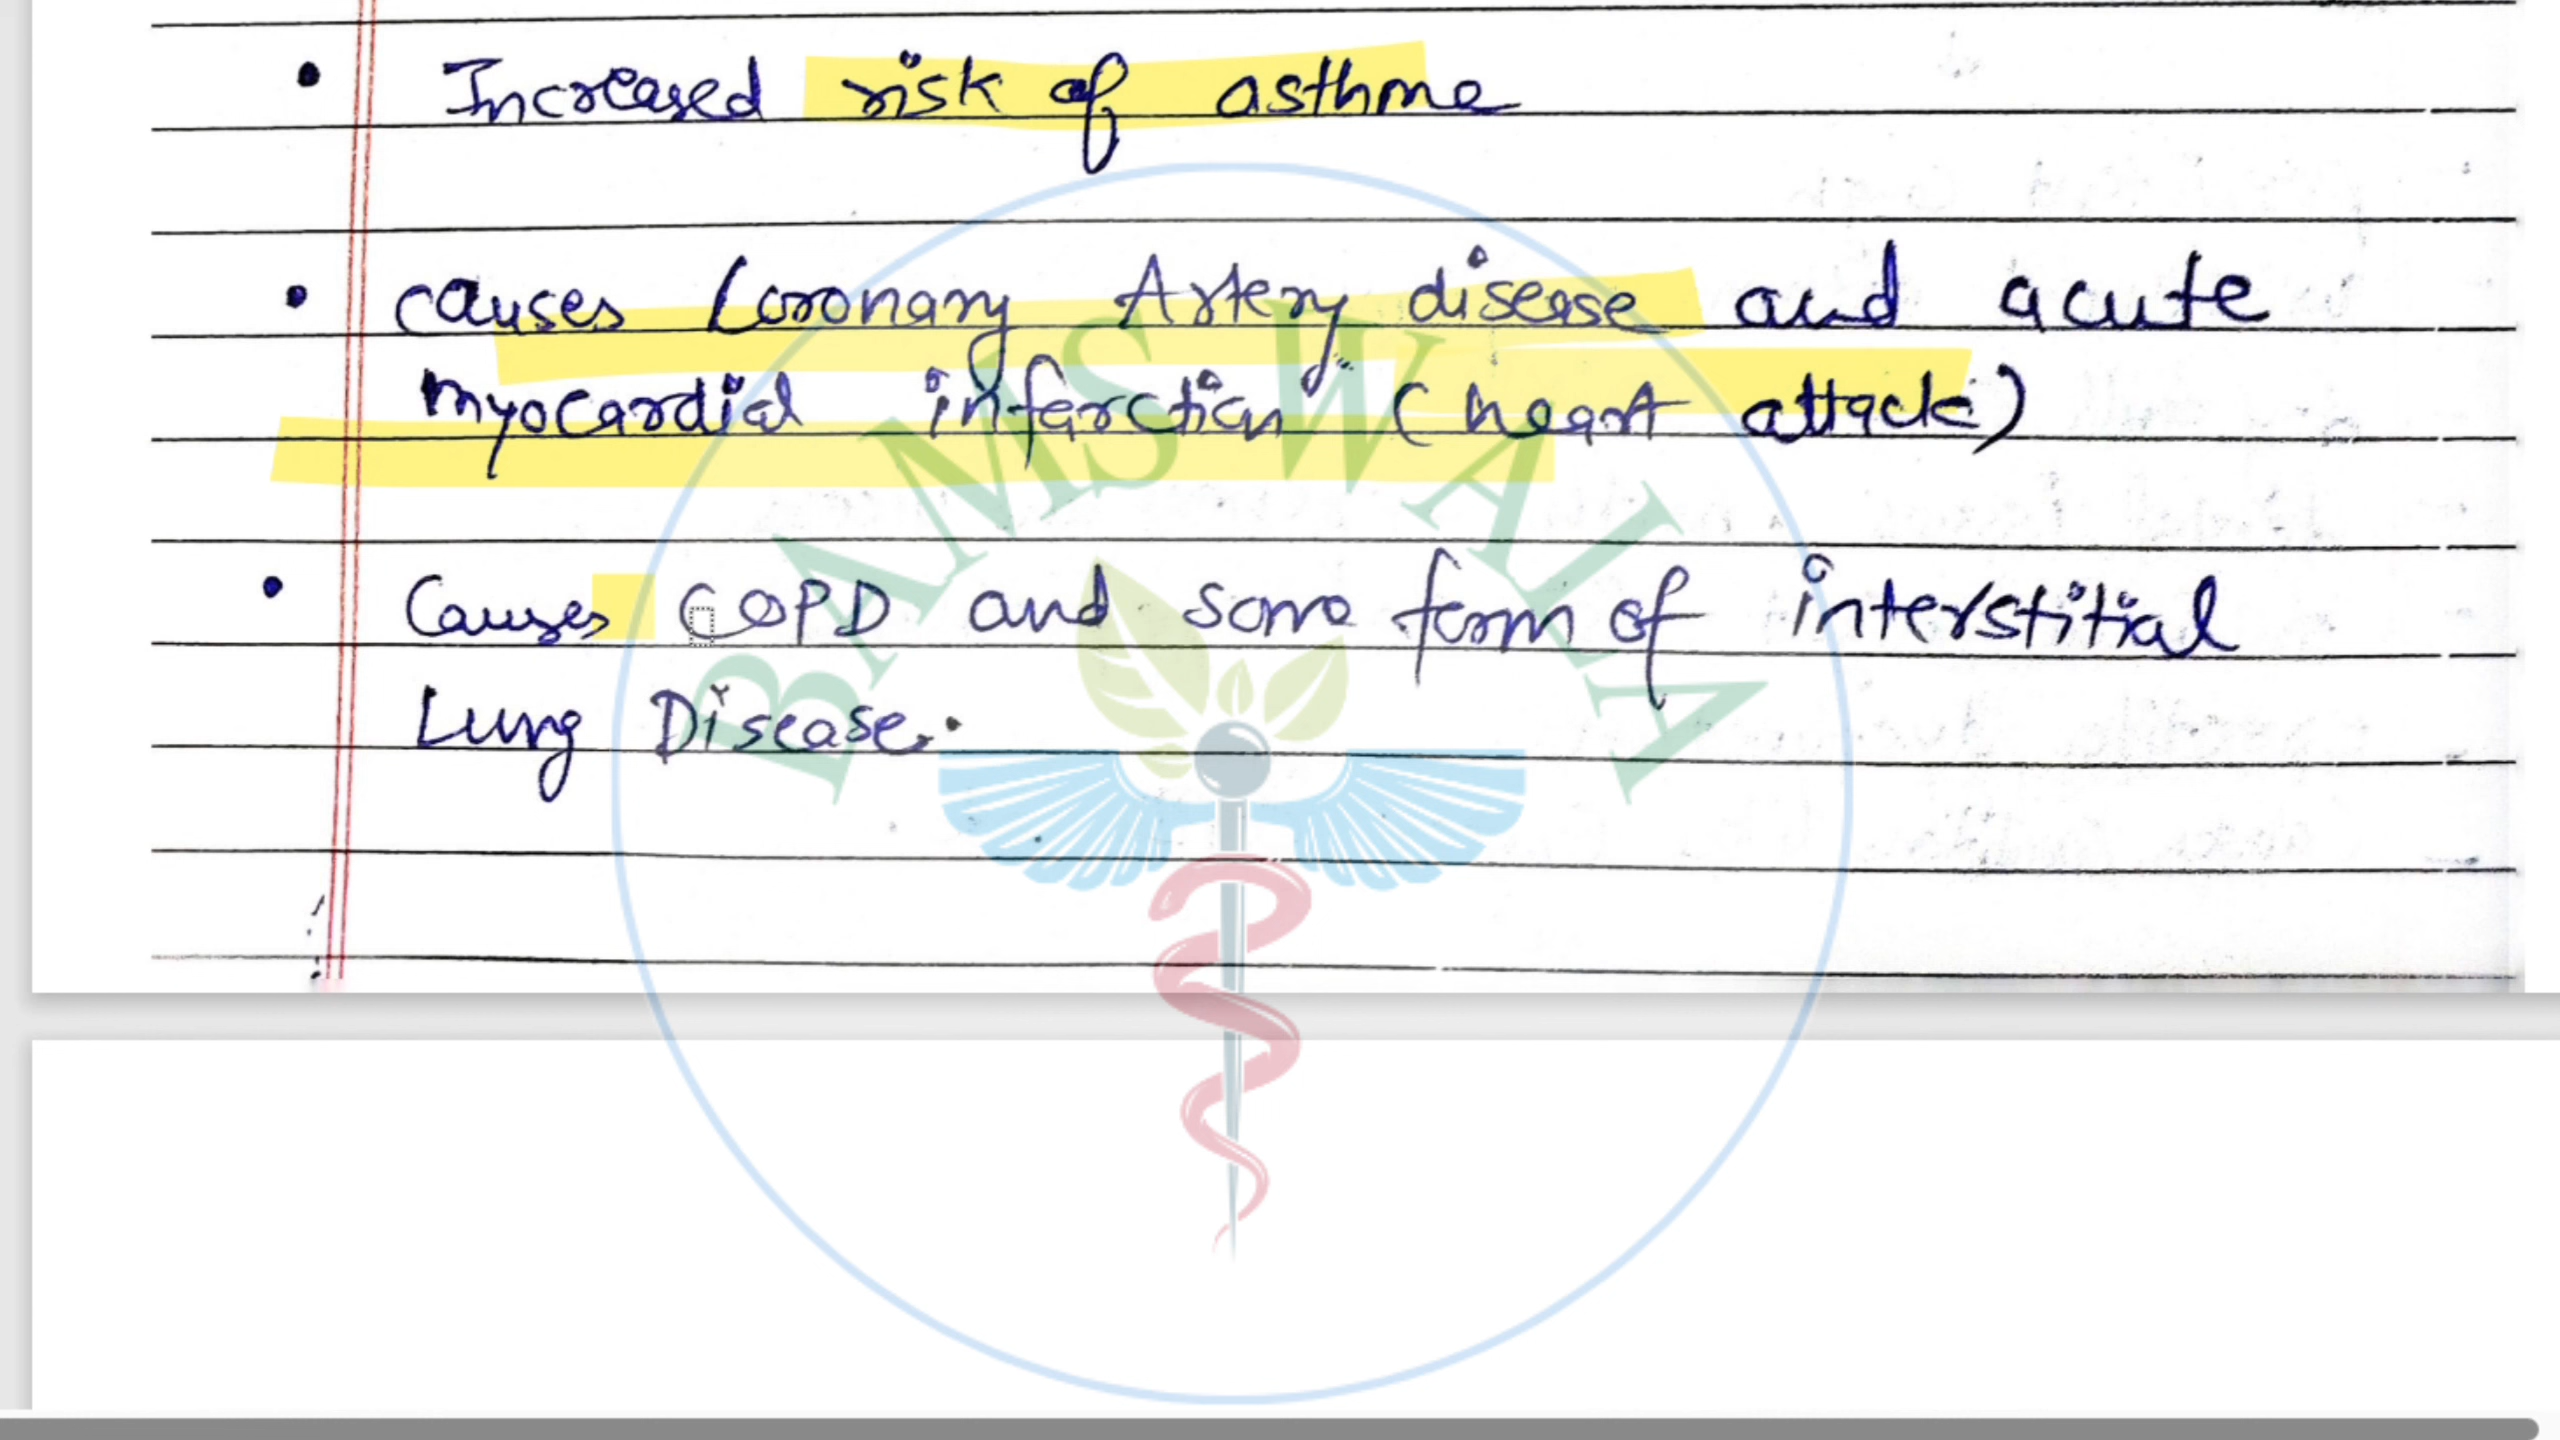 • Increased risk of asthme
• causes Coronary Artery disease and acute
myocardial infarction (heart attack)
• Causes COPD and some form of interstitial
Lung Disease.
BAMS WALA